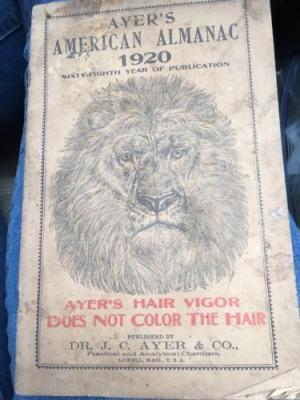 AYER'S
AMERICAN ALMANAC
1920
SIXTY-EIGHTH YEAR OF PUBLICATION
AYER'S HAIR VIGOR
DOES NOT COLOR THE HAIR
PUBLISHED BY
DR. J. C. AYER & CO.,
Practical and Analytical Chemists,
LOWELL, MASS., U.S.A.